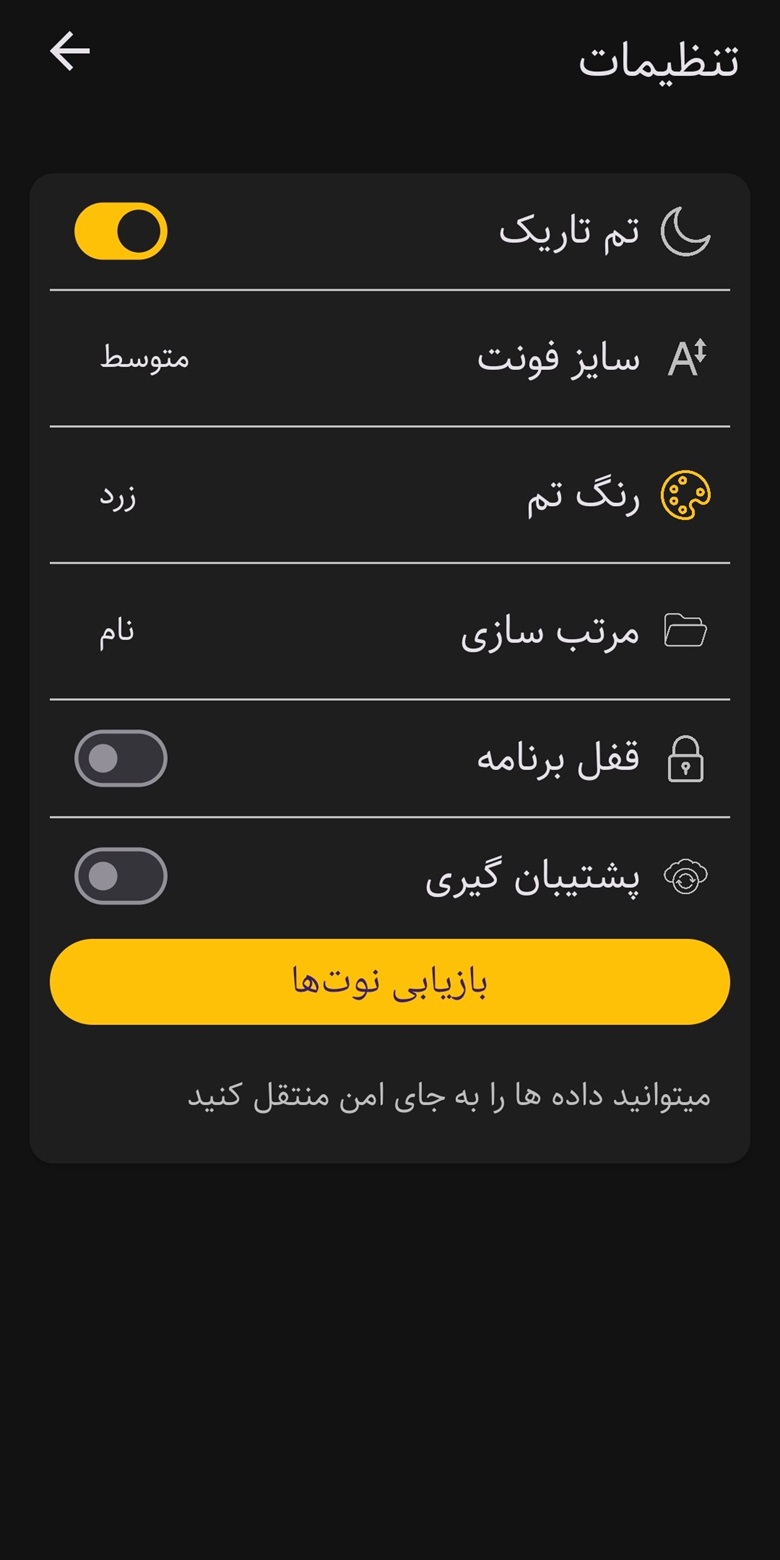 تنظیمات
تم تاریک
سایز فونت متوسط
رنگ تم زرد
مرتب سازی نام
قفل برنامه
پشتیبان گیری
بازیابی نوت‌ها
میتوانید داده ها را به جای امن منتقل کنید